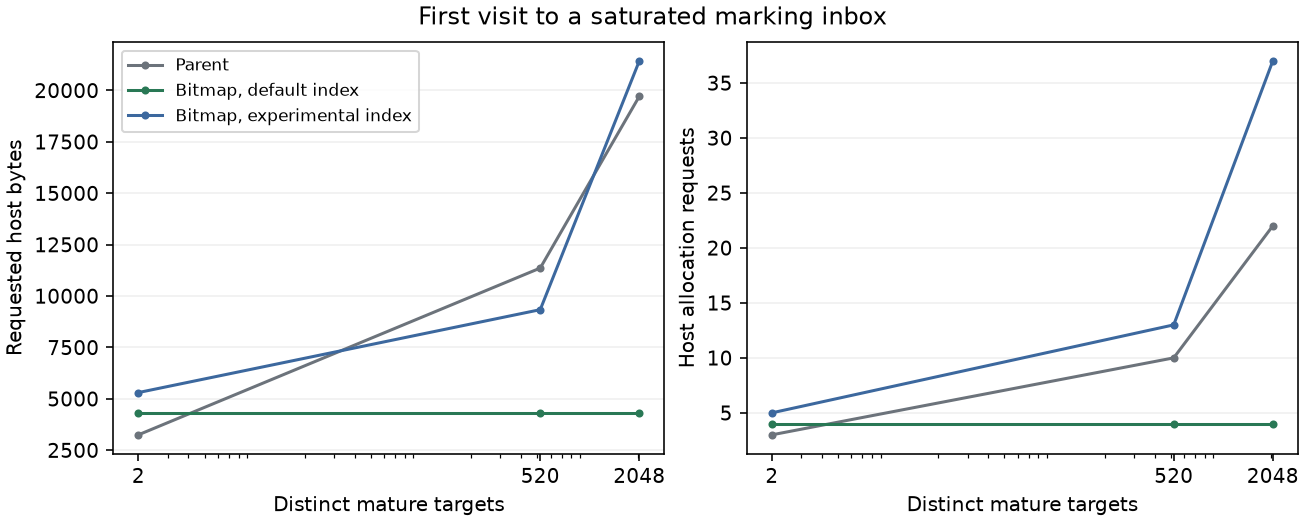 First visit to a saturated marking inbox
Requested host bytes
20000
17500
15000
12500
10000
7500
5000
2500
Parent
Bitmap, default index
Bitmap, experimental index
2
520
2048
Distinct mature targets
Host allocation requests
35
30
25
20
15
10
5
2
520
2048
Distinct mature targets